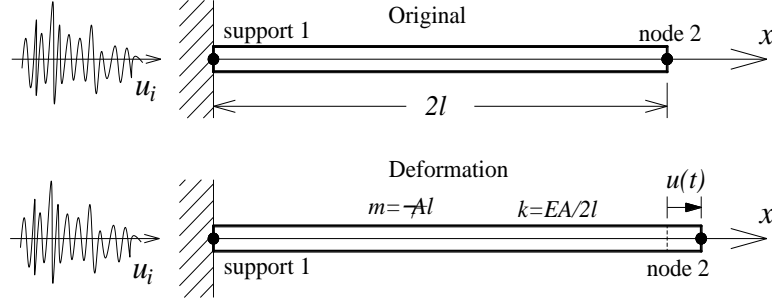 Original
support 1
node 2
x
u_i
2l
Deformation
u(t)
m= Al
k=EA/2l
x
u_i
support 1
node 2